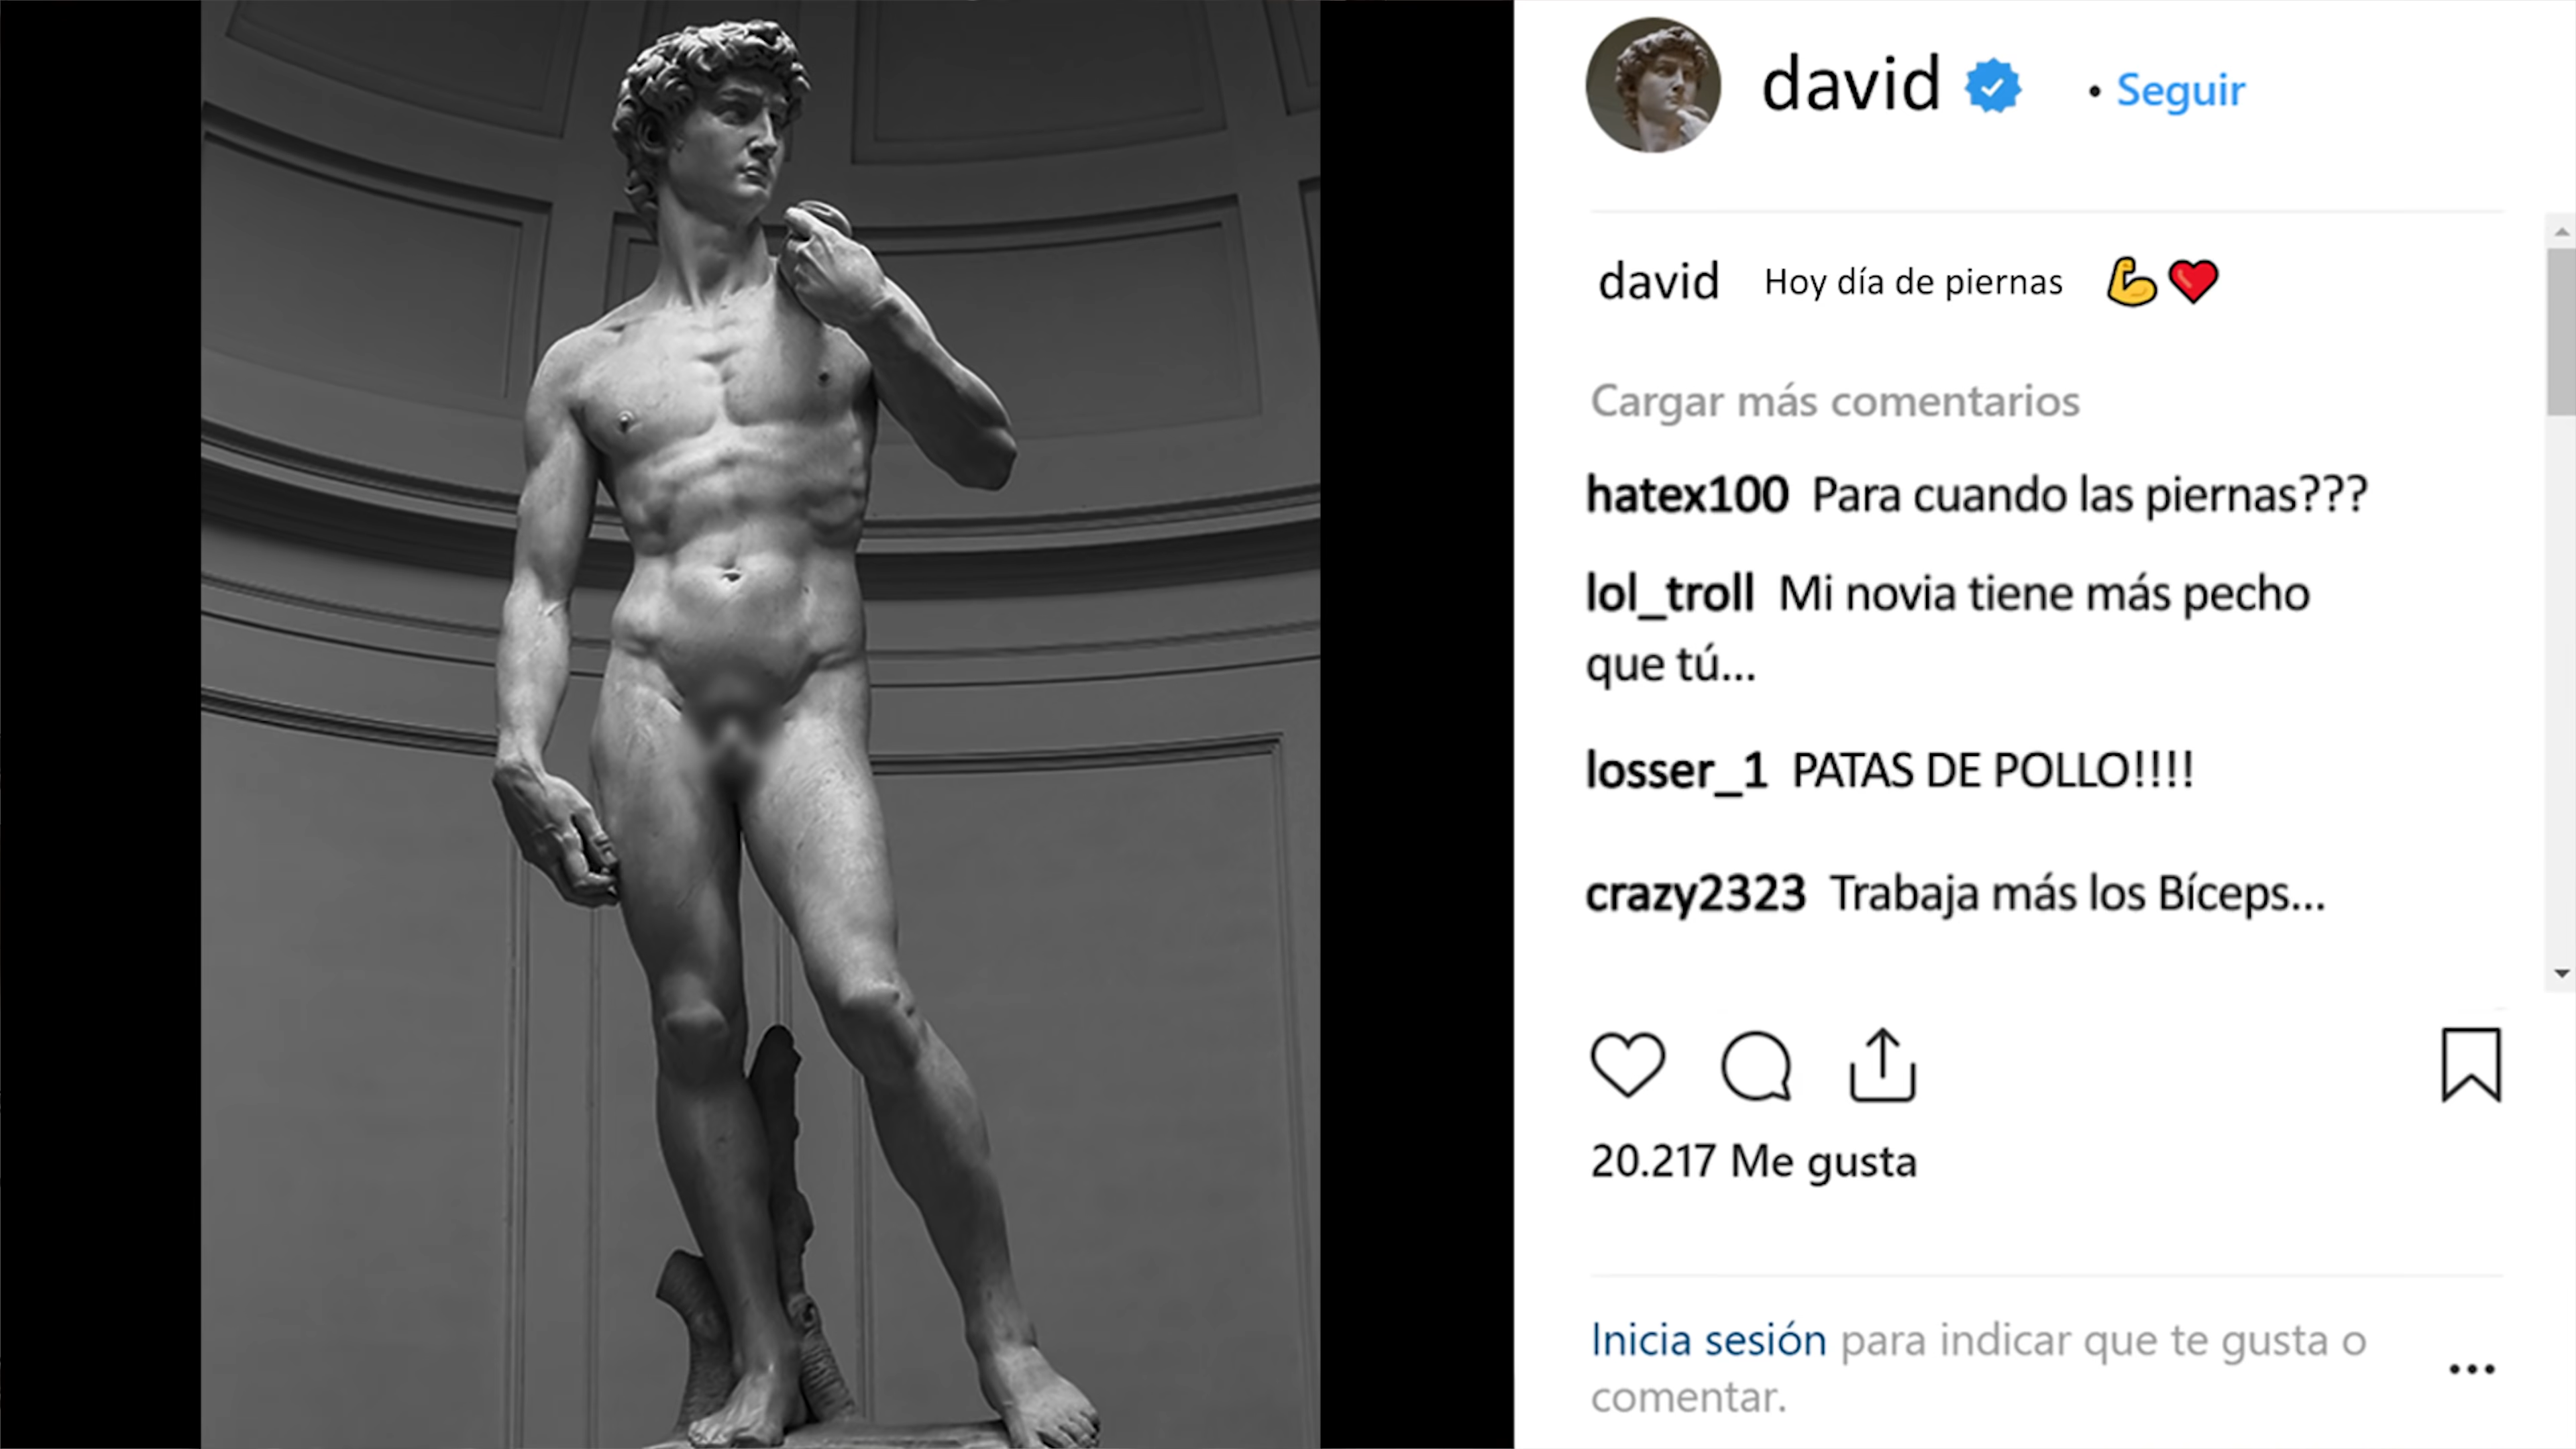 david • Seguir
david Hoy día de piernas 💪❤️
Cargar más comentarios
hatex100 Para cuando las piernas???
lol_troll Mi novia tiene más pecho
que tú...
losser_1 PATAS DE POLLO!!!!
crazy2323 Trabaja más los Bíceps...
20.217 Me gusta
Inicia sesión para indicar que te gusta o
comentar.